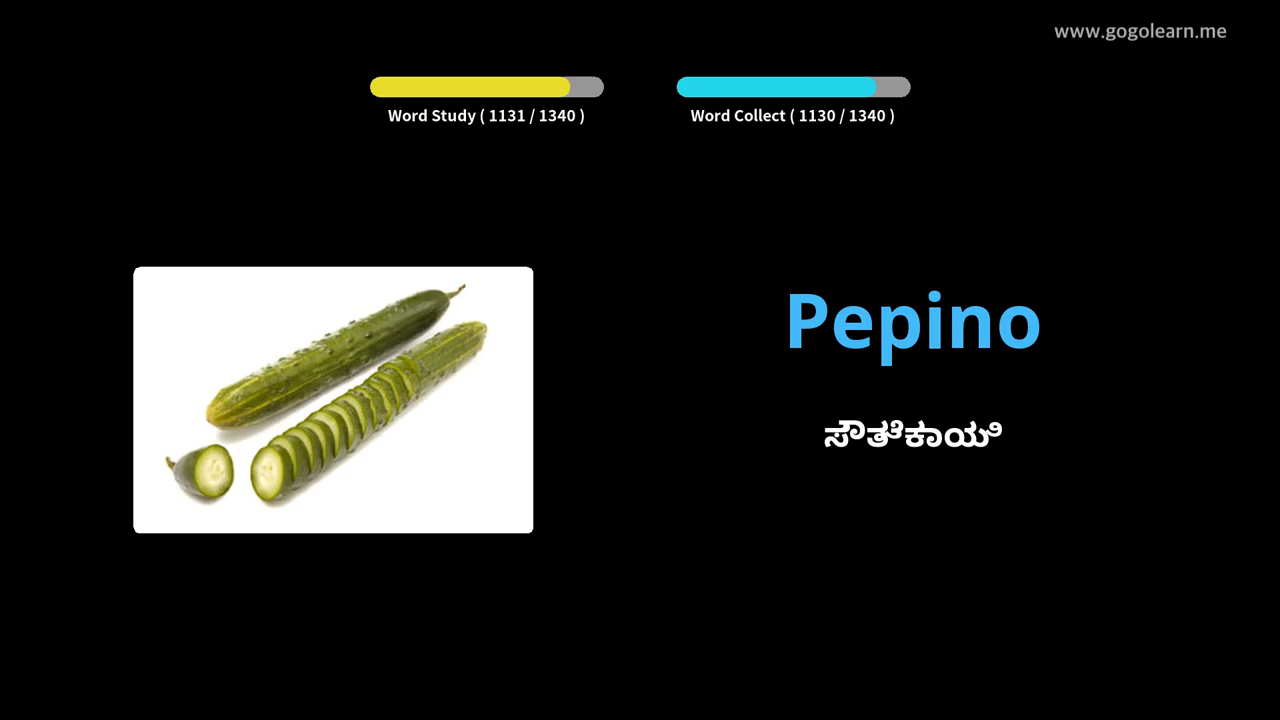 www.gogolearn.me
Word Study ( 1131 / 1340 )
Word Collect ( 1130 / 1340 )
Pepino
ಸೌತೆಕಾಯಿ